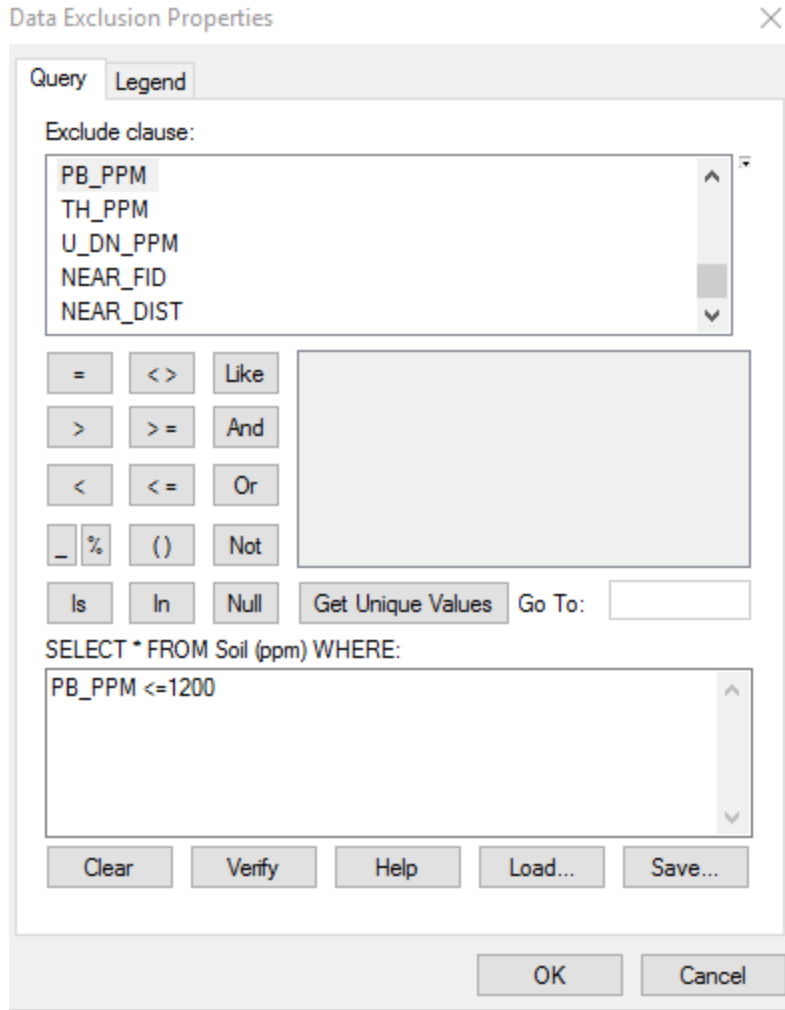 Data Exclusion Properties
Query Legend
Exclude clause:
PB_PPM
TH_PPM
U_DN_PPM
NEAR_FID
NEAR_DIST
= < > Like
> > = And
< < = Or
_ % ( ) Not
Is In Null Get Unique Values Go To:
SELECT * FROM Soil (ppm) WHERE:
PB_PPM <=1200
Clear Verify Help Load... Save...
OK Cancel